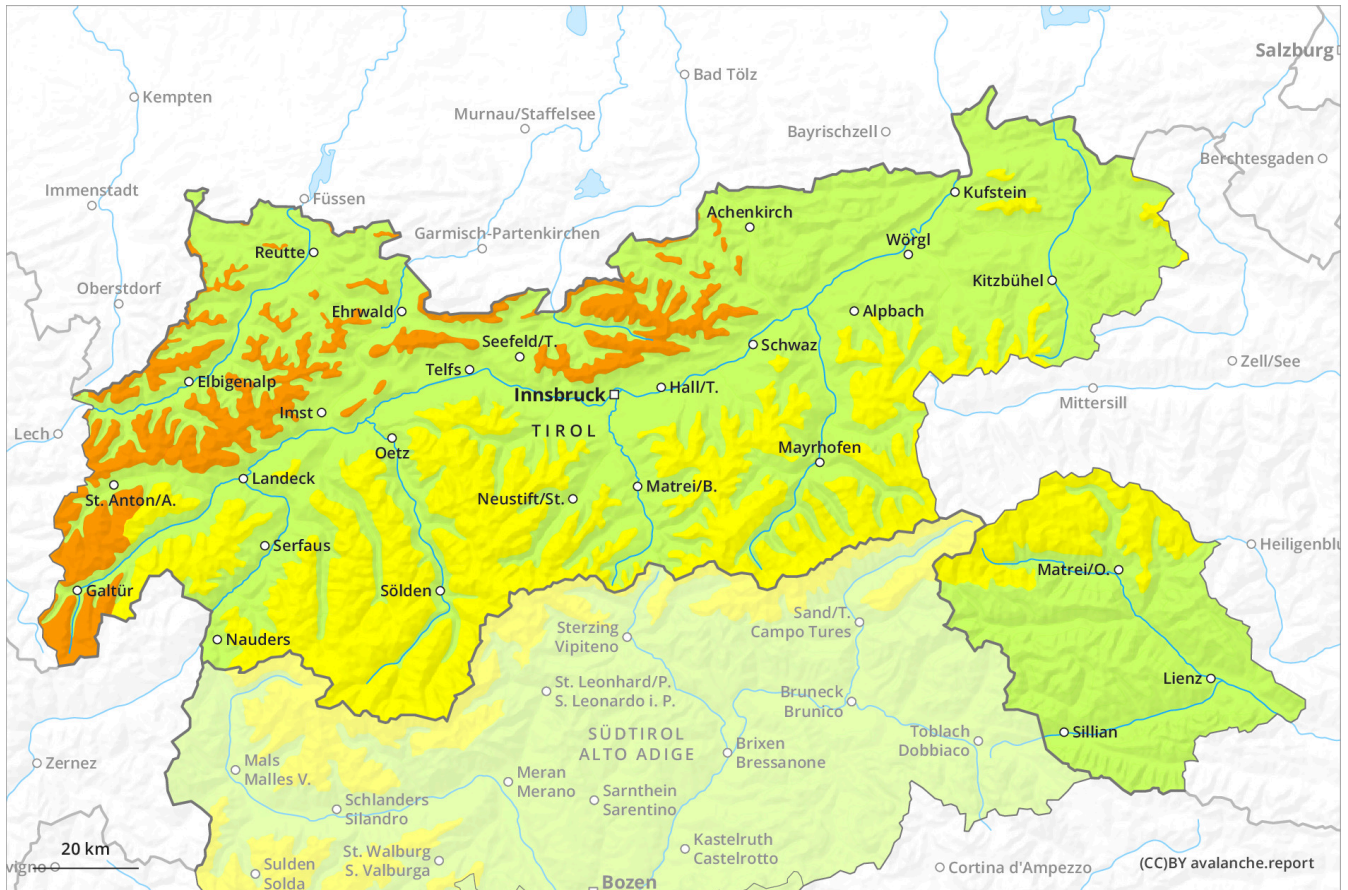 Salzburg
Bad Tölz
Kempten
Murnau/Staffelsee
Bayrischzell
Berchtesgaden
Immenstadt
Füssen
Kufstein
Achenkirch
Garmisch-Partenkirchen
Wörgl
Reutte
Kitzbühel
Oberstdorf
Ehrwald
Alpbach
Seefeld/T.
Schwaz
Zell/See
Telfs
Elbigenalp
Hall/T.
Innsbruck
Mittersill
Imst
TIROL
Lech
Oetz
Mayrhofen
Landeck
Matrei/B.
St. Anton/A.
Neustift/St.
Serfaus
Heiligenblu
Matrei/O.
Galtür
Sölden
Sand/T.
Campo Tures
Sterzing
Vipiteno
Nauders
Lienz
St. Leonhard/P.
S. Leonardo i. P.
Bruneck
Brunico
Sillian
SÜDTIROL
ALTO ADIGE
Toblach
Dobbiaco
Brixen
Bressanone
Zernez
Mals
Malles V.
Meran
Merano
Sarnthein
Sarentino
Schlanders
Silandro
Kastelruth
Castelrotto
20 km
St. Walburg
S. Valburga
(CC)BY avalanche.report
vigno
Sulden
Solda
Cortina d'Ampezzo
Bozen